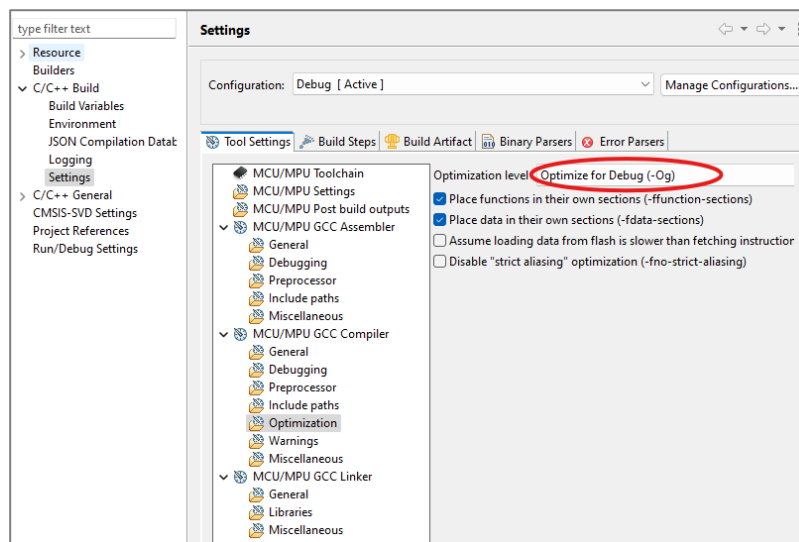 type filter text
Resource
Builders
C/C++ Build
Build Variables
Environment
JSON Compilation Datab
Logging
Settings
C/C++ General
CMSIS-SVD Settings
Project References
Run/Debug Settings
Settings
Configuration: Debug [ Active ]
Manage Configurations...
Tool Settings Build Steps Build Artifact Binary Parsers Error Parsers
MCU/MPU Toolchain
MCU/MPU Settings
MCU/MPU Post build outputs
MCU/MPU GCC Assembler
General
Debugging
Preprocessor
Include paths
Miscellaneous
MCU/MPU GCC Compiler
General
Debugging
Preprocessor
Include paths
Optimization
Warnings
Miscellaneous
MCU/MPU GCC Linker
General
Libraries
Miscellaneous
Optimization level Optimize for Debug (-Og)
Place functions in their own sections (-ffunction-sections)
Place data in their own sections (-fdata-sections)
Assume loading data from flash is slower than fetching instruction
Disable "strict aliasing" optimization (-fno-strict-aliasing)